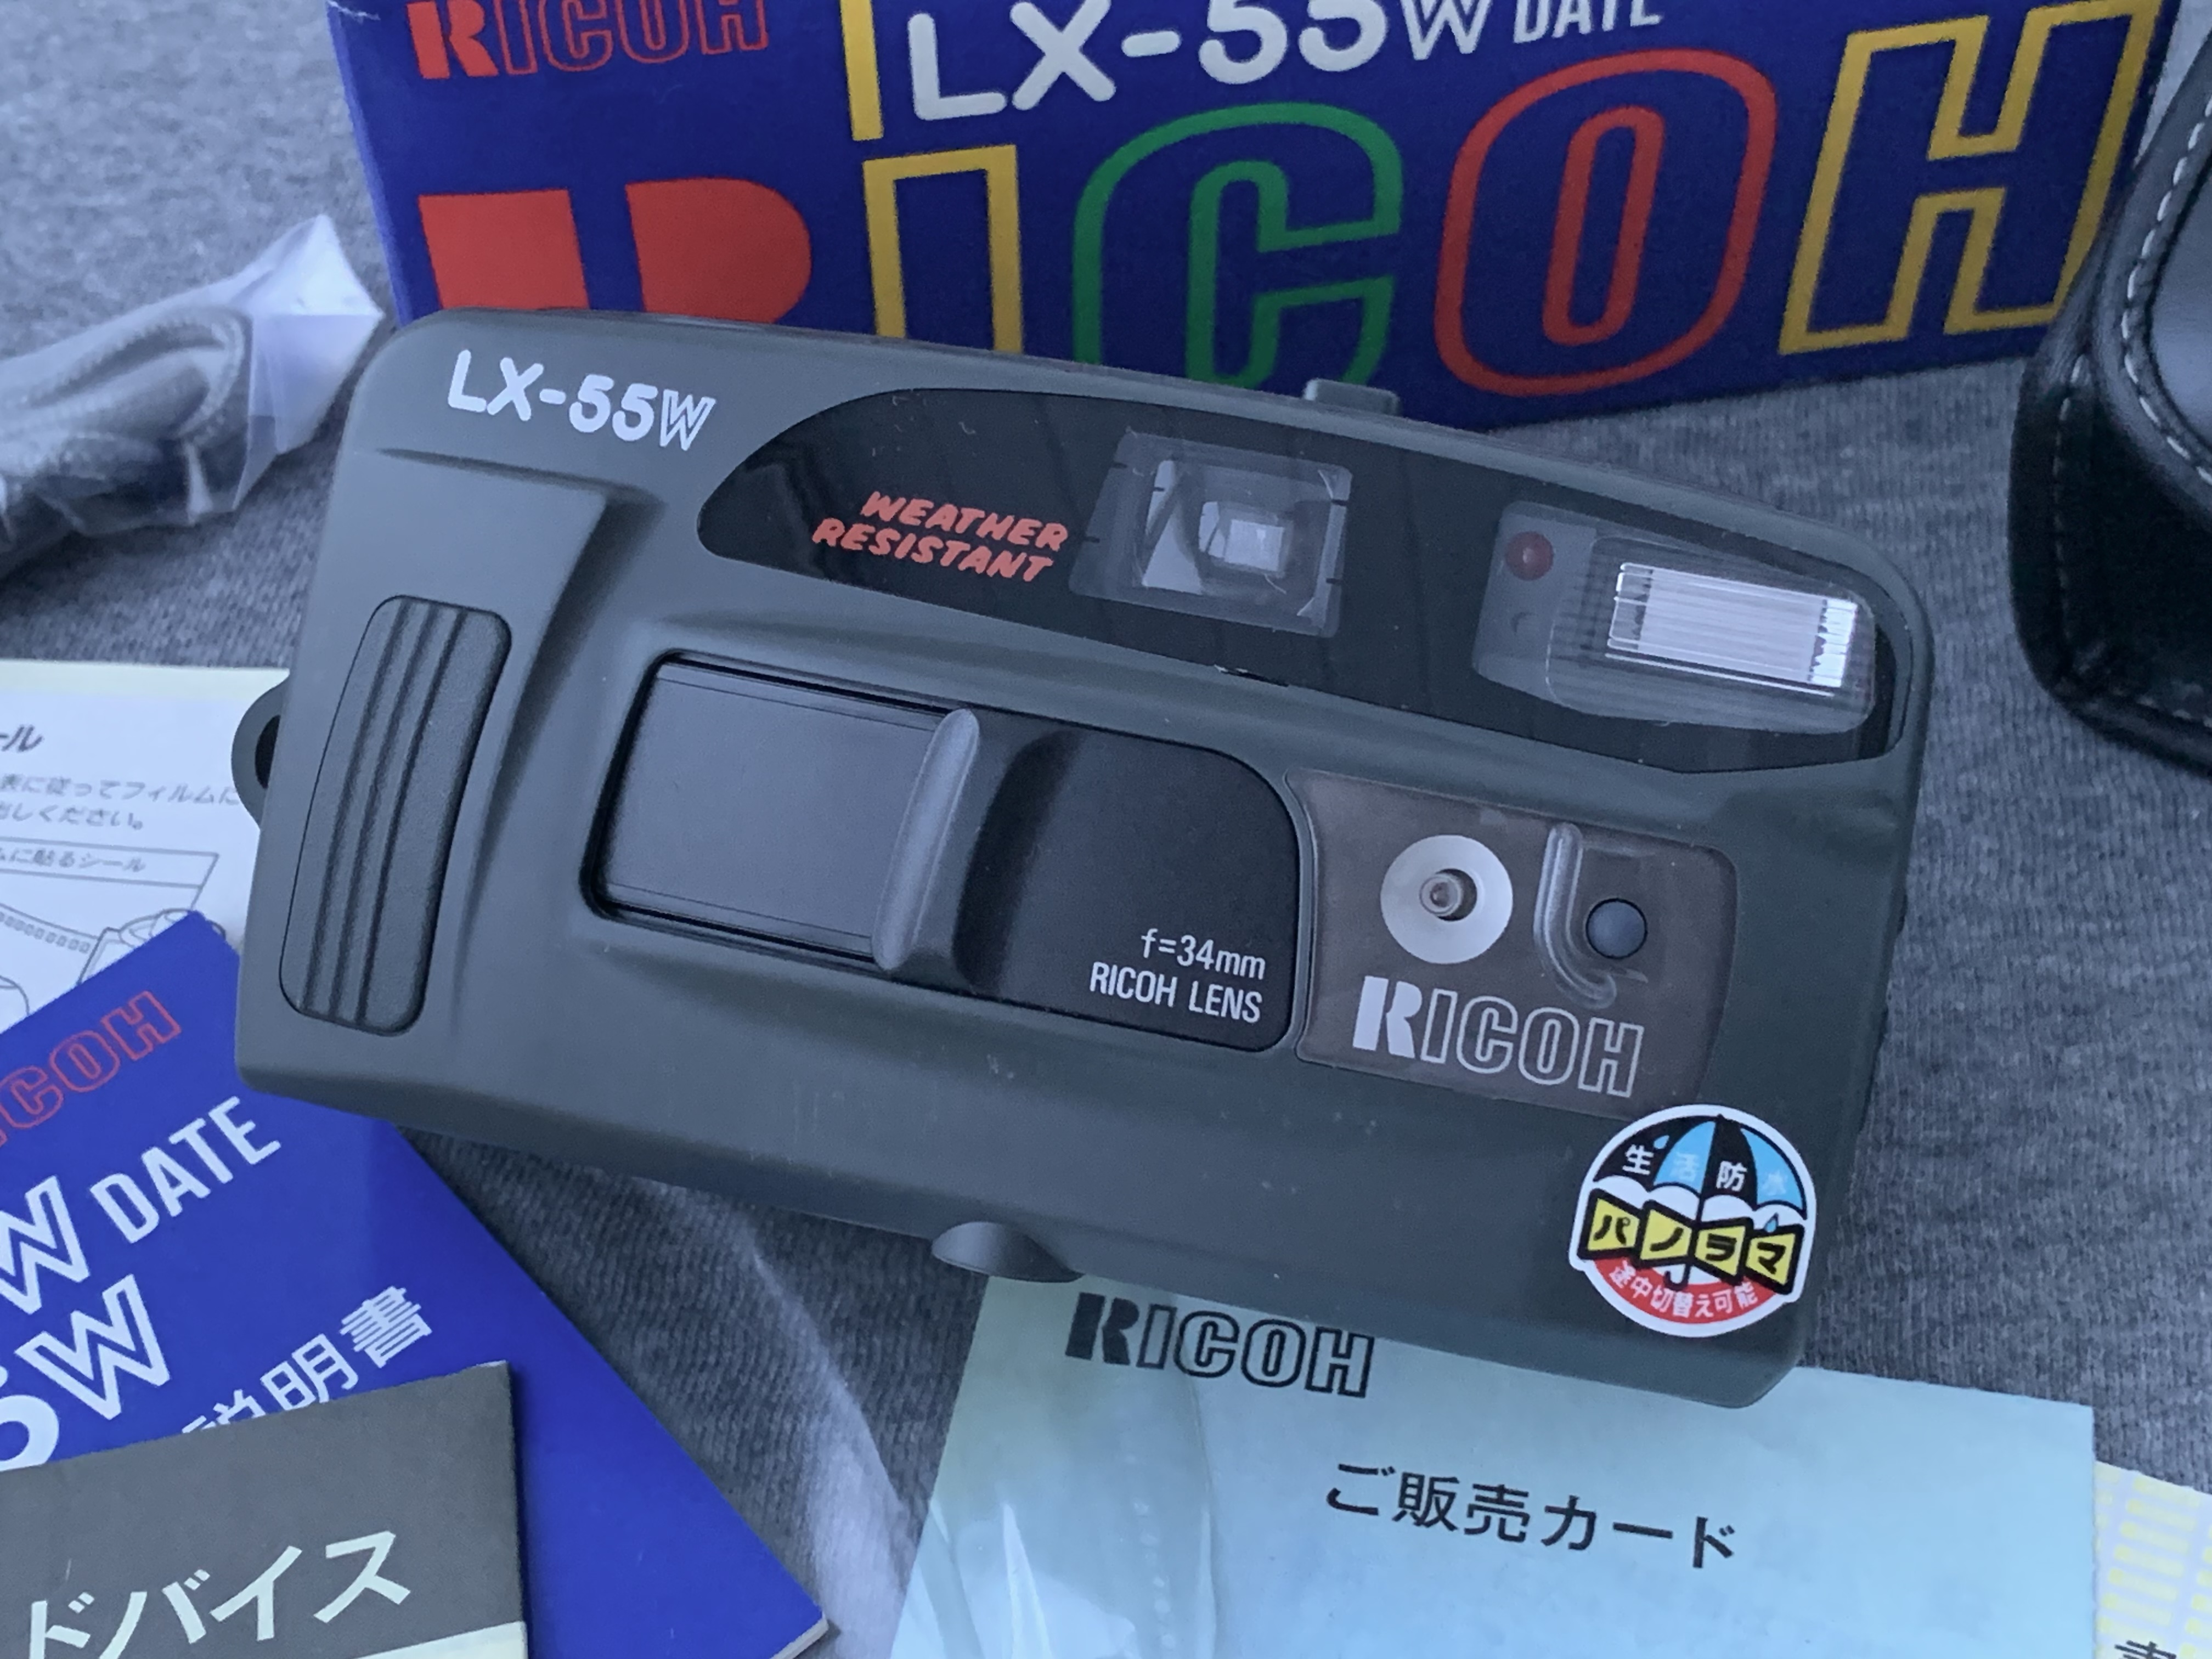 RICOH
LX-55W DATE
RICOH
LX-55W
WEATHER
RESISTANT
f=34mm
RICOH LENS
RICOH
生活防水
パノラマ
途中切替え可能
ール
表に従ってフィルムに
出しください。
ムに貼るシール
RICOH
W DATE
5W
説明書
ドバイス
RICOH
ご販売カード